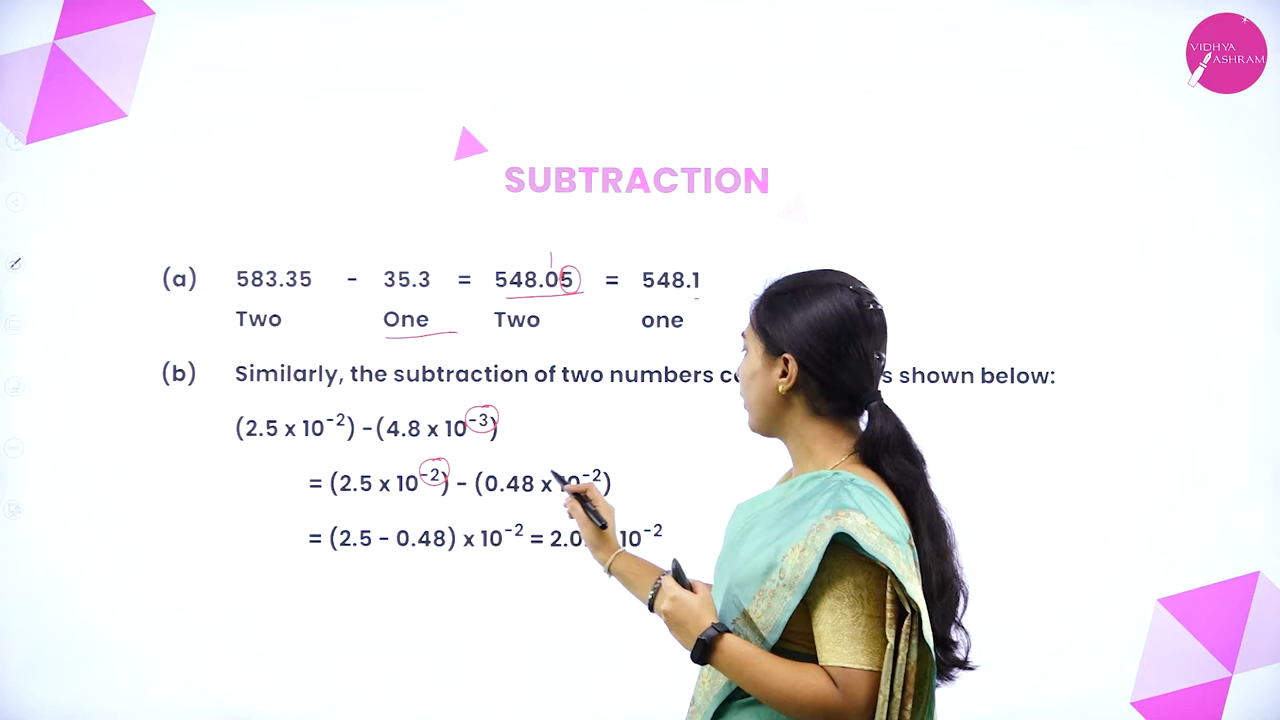 VIDHYA
ASHRAM
SUBTRACTION
(a) 583.35 - 35.3 = 548.05 = 548.1
Two One Two one
(b) Similarly, the subtraction of two numbers s shown below:
(2.5 x 10⁻²) -(4.8 x 10⁻³)
= (2.5 x 10⁻²) - (0.48 x 10⁻²)
= (2.5 - 0.48) x 10⁻² = 2.0 10⁻²